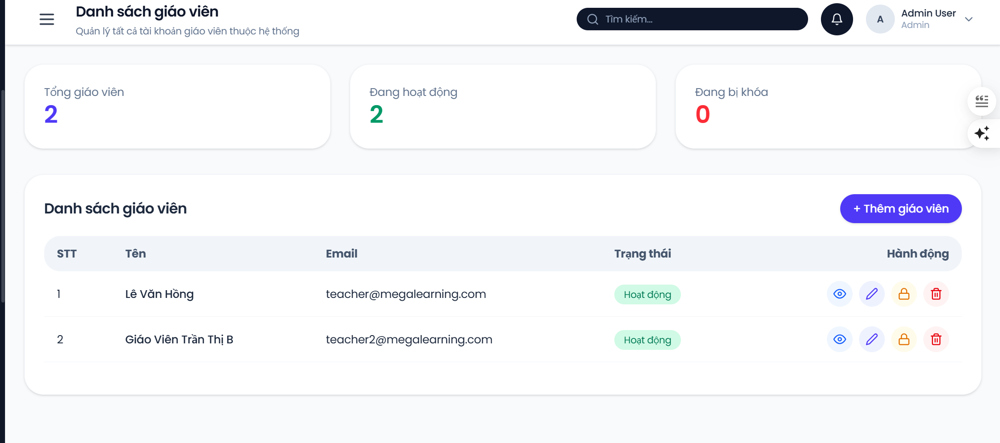 Danh sách giáo viên
Quản lý tất cả tài khoản giáo viên thuộc hệ thống
Tìm kiếm...
A
Admin User
Admin
Tổng giáo viên
2
Đang hoạt động
2
Đang bị khóa
0
Danh sách giáo viên
+ Thêm giáo viên
STT Tên Email Trạng thái Hành động
1 Lê Văn Hồng teacher@megalearning.com Hoạt động
2 Giáo Viên Trần Thị B teacher2@megalearning.com Hoạt động